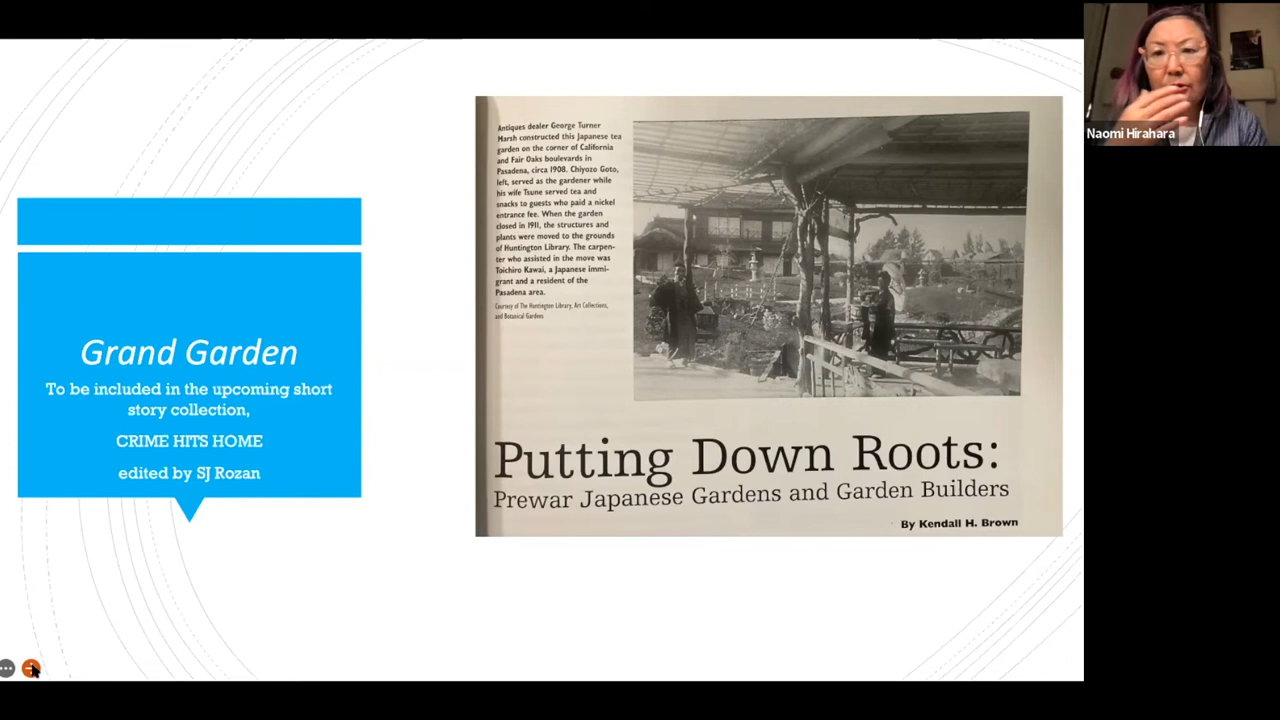 Grand Garden
To be included in the upcoming short
story collection,
CRIME HITS HOME
edited by SJ Rozan
Antiques dealer George Turner
Marsh constructed this Japanese tea
garden on the corner of California
and Fair Oaks boulevards in
Pasadena, circa 1908. Chiyozo Goto,
left, served as the gardener while
his wife Tsune served tea and
snacks to guests who paid a nickel
entrance fee. When the garden
closed in 1911, the structures and
plants were moved to the grounds
of Huntington Library. The carpen-
ter who assisted in the move was
Toichiro Kawai, a Japanese immi-
grant and a resident of the
Pasadena area.
Courtesy of The Huntington Library, Art Collections,
and Botanical Gardens
Putting Down Roots:
Prewar Japanese Gardens and Garden Builders
By Kendall H. Brown
Naomi Hirahara